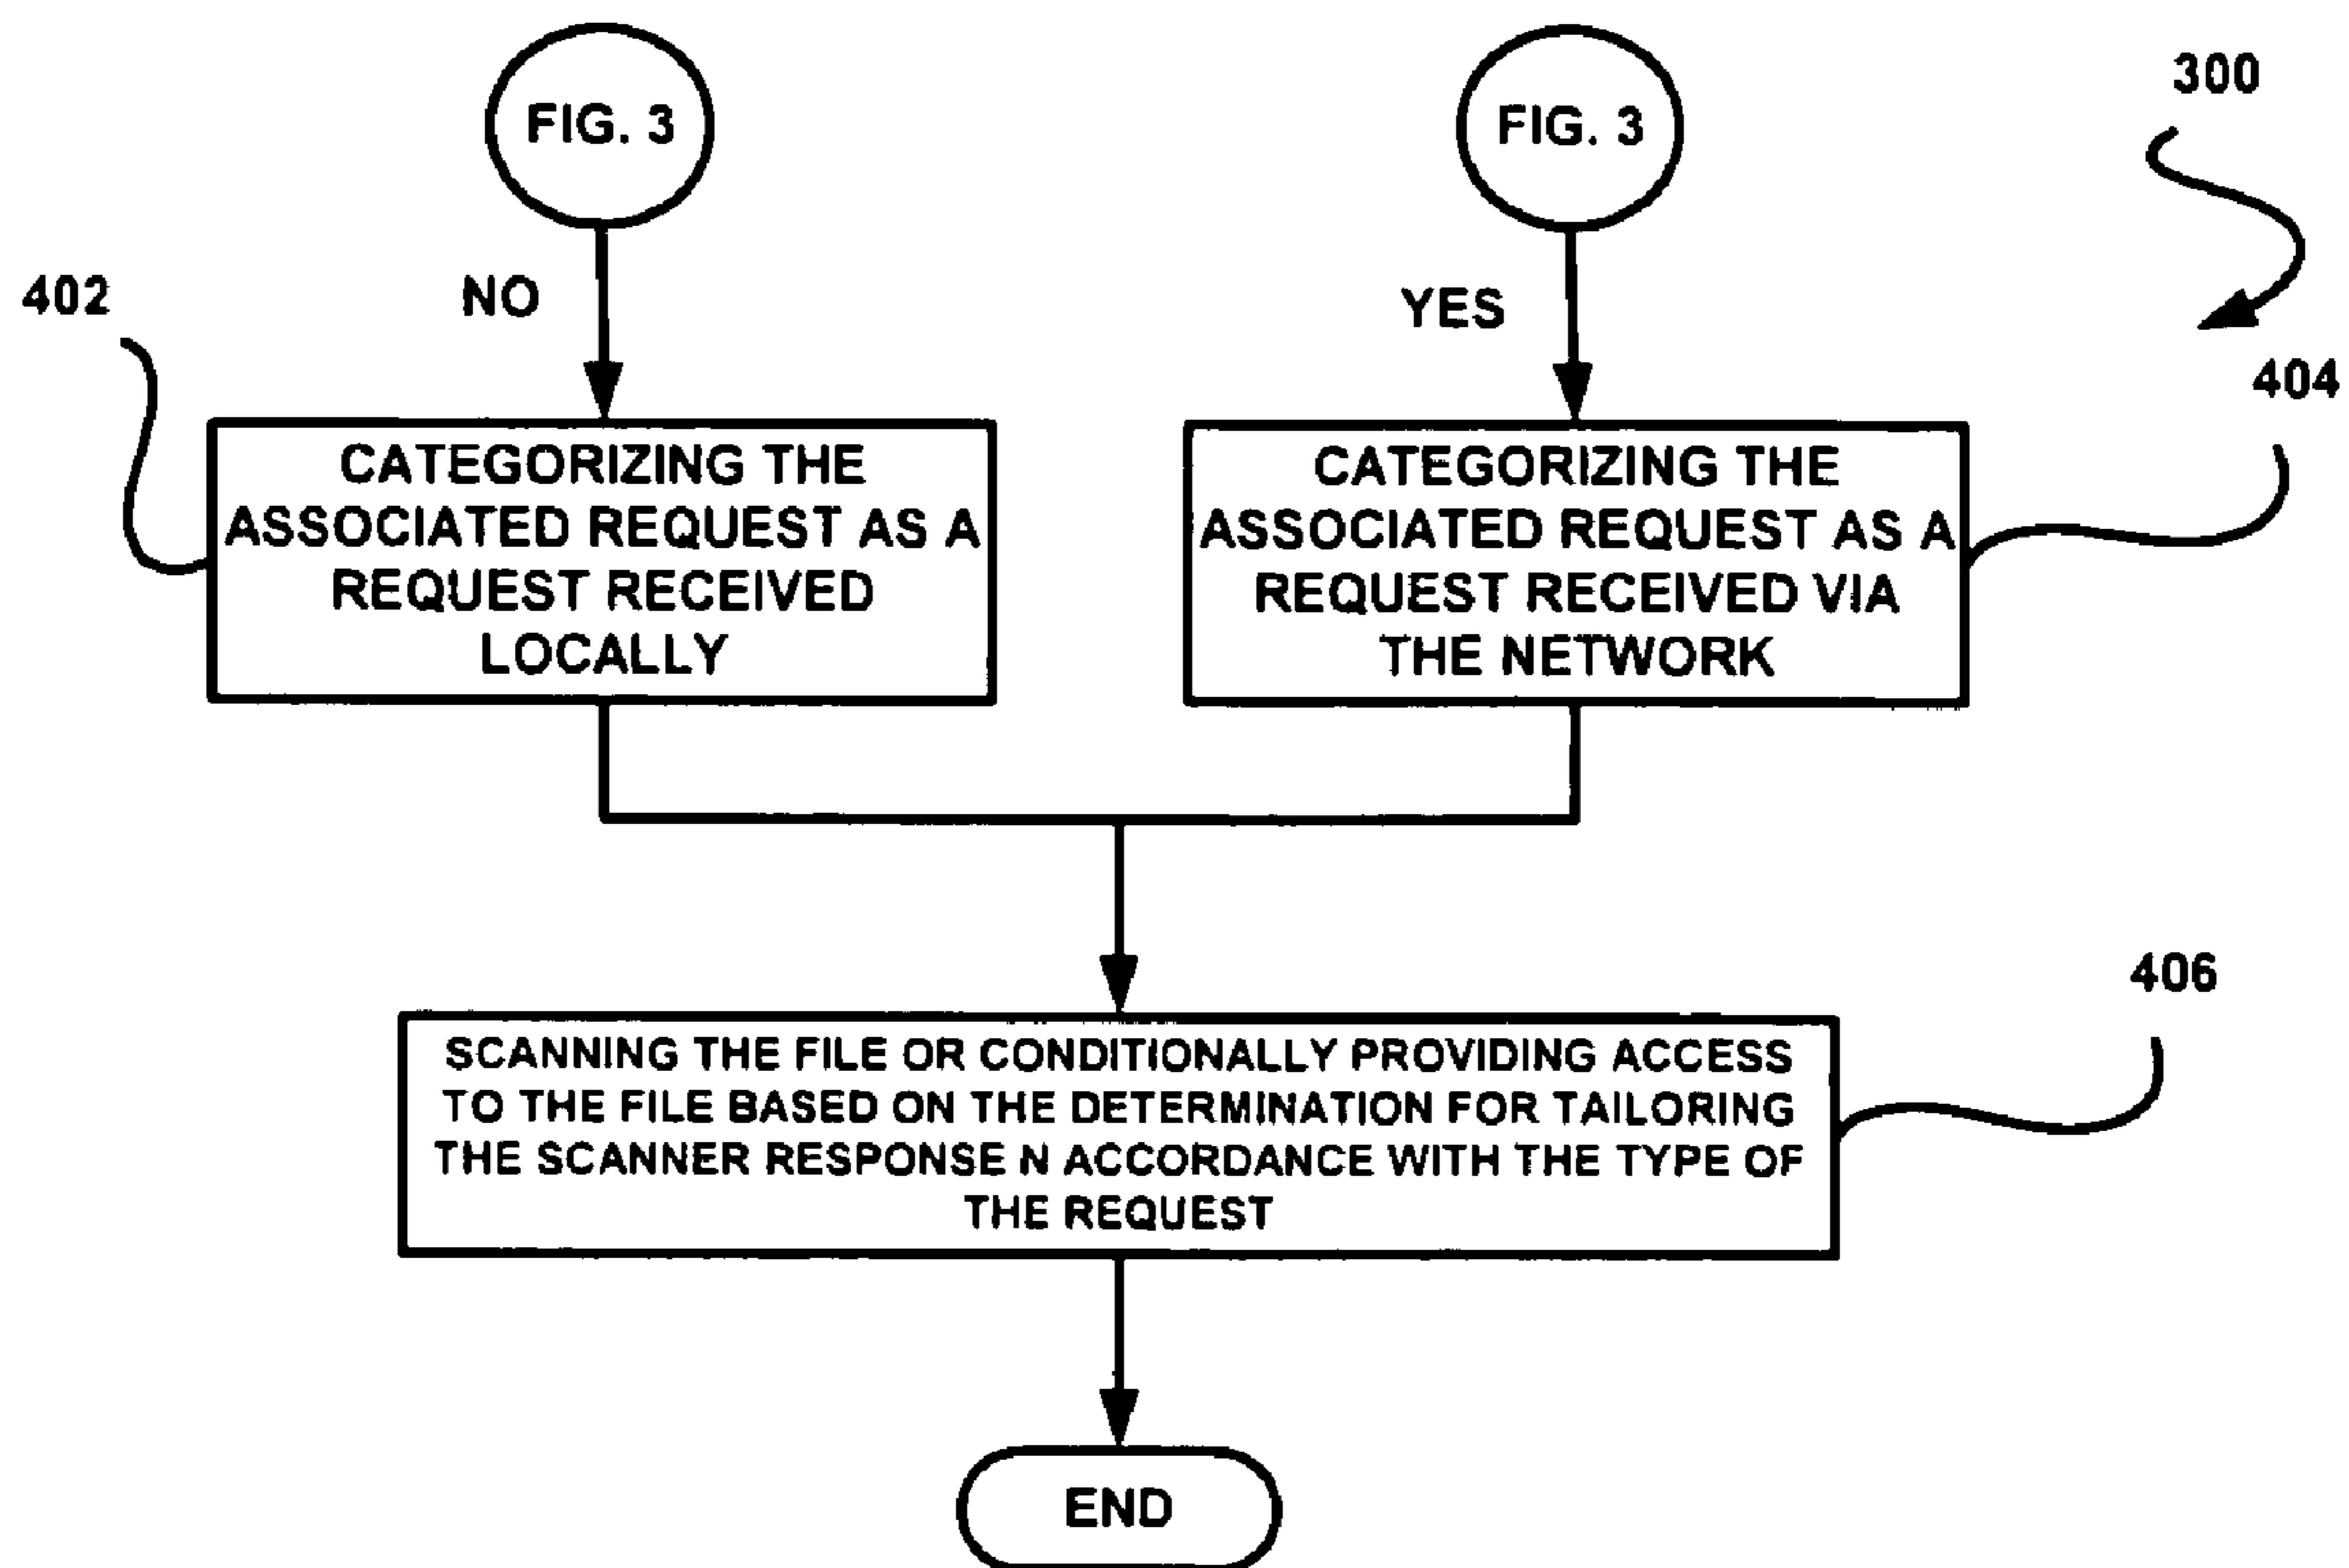 FIG. 3
FIG. 3
300
402
NO
YES
404
CATEGORIZING THE
ASSOCIATED REQUEST AS A
REQUEST RECEIVED
LOCALLY
CATEGORIZING THE
ASSOCIATED REQUEST AS A
REQUEST RECEIVED VIA
THE NETWORK
406
SCANNING THE FILE OR CONDITIONALLY PROVIDING ACCESS
TO THE FILE BASED ON THE DETERMINATION FOR TAILORING
THE SCANNER RESPONSE N ACCORDANCE WITH THE TYPE OF
THE REQUEST
END